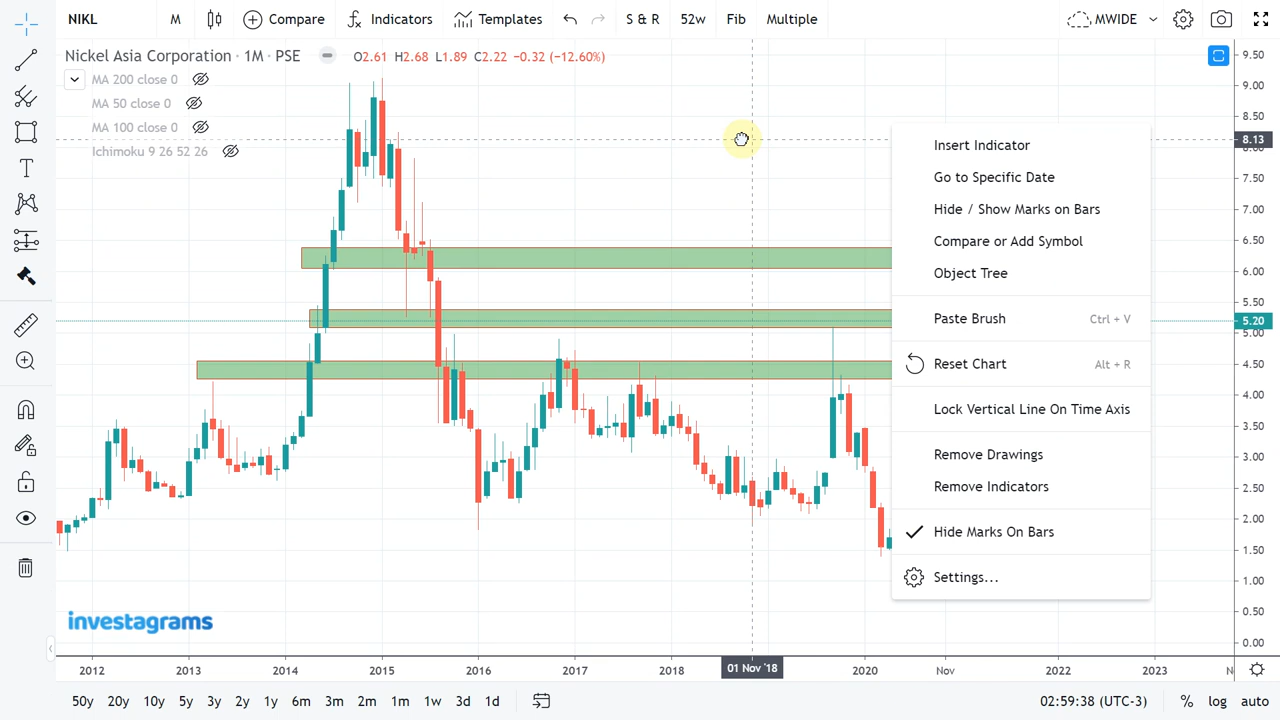 NIKL M Compare Indicators Templates S & R 52w Fib Multiple MWIDE
Nickel Asia Corporation · 1M · PSE O2.61 H2.68 L1.89 C2.22 −0.32 (−12.60%)
MA 200 close 0
MA 50 close 0
MA 100 close 0
Ichimoku 9 26 52 26
Insert Indicator
Go to Specific Date
Hide / Show Marks on Bars
Compare or Add Symbol
Object Tree
Paste Brush Ctrl + V
Reset Chart Alt + R
Lock Vertical Line On Time Axis
Remove Drawings
Remove Indicators
Hide Marks On Bars
Settings...
9.50
9.00
8.50
8.13
8.00
7.50
7.00
6.50
6.00
5.50
5.20
5.00
4.50
4.00
3.50
3.00
2.50
2.00
1.50
1.00
0.50
0.00
investagrams
2012 2013 2014 2015 2016 2017 2018 01 Nov '18 2020 Nov 2022 2023
50y 20y 10y 5y 3y 2y 1y 6m 3m 2m 1m 1w 3d 1d 02:59:38 (UTC-3) % log auto